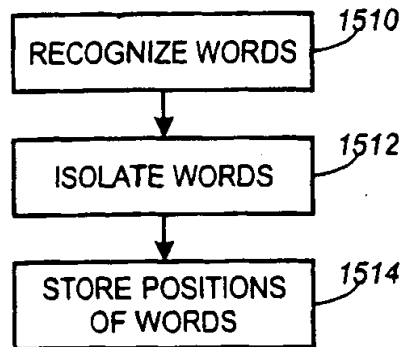 1510
RECOGNIZE WORDS
1512
ISOLATE WORDS
1514
STORE POSITIONS
OF WORDS